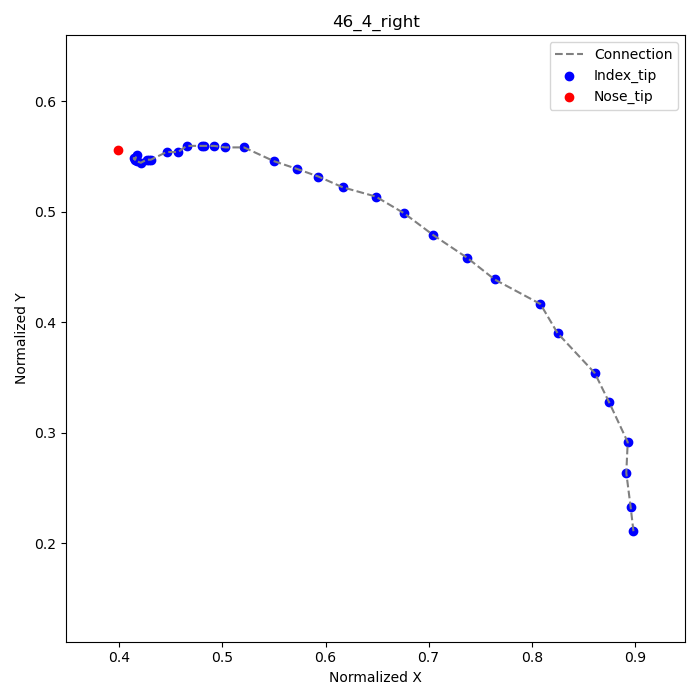 46_4_right
Connection
Index_tip
Nose_tip
0.6
0.5
0.4
0.3
0.2
Normalized Y
0.4 0.5 0.6 0.7 0.8 0.9
Normalized X